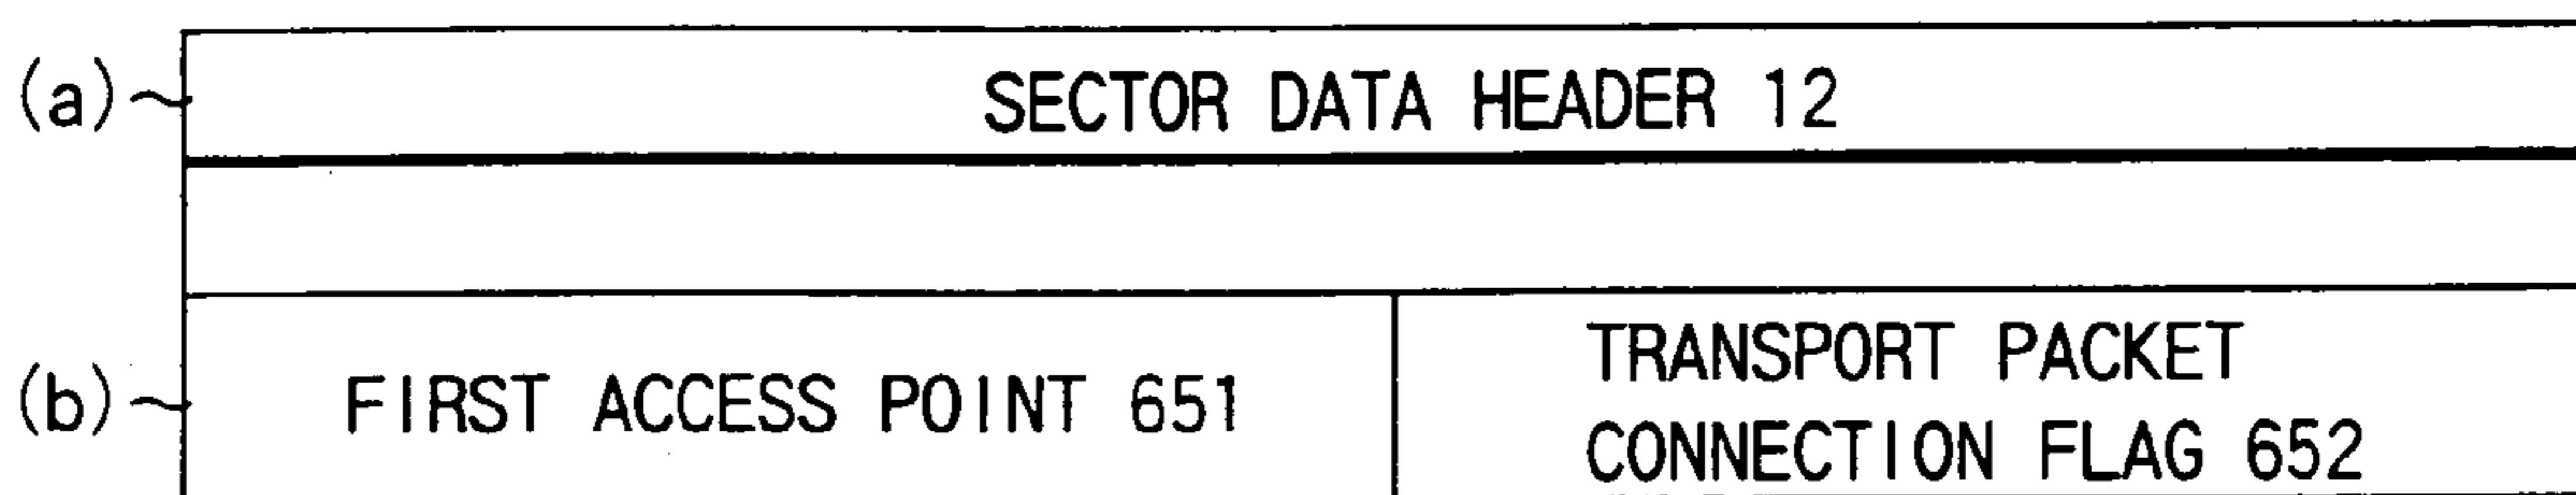 (a) SECTOR DATA HEADER 12
(b) FIRST ACCESS POINT 651
TRANSPORT PACKET
CONNECTION FLAG 652